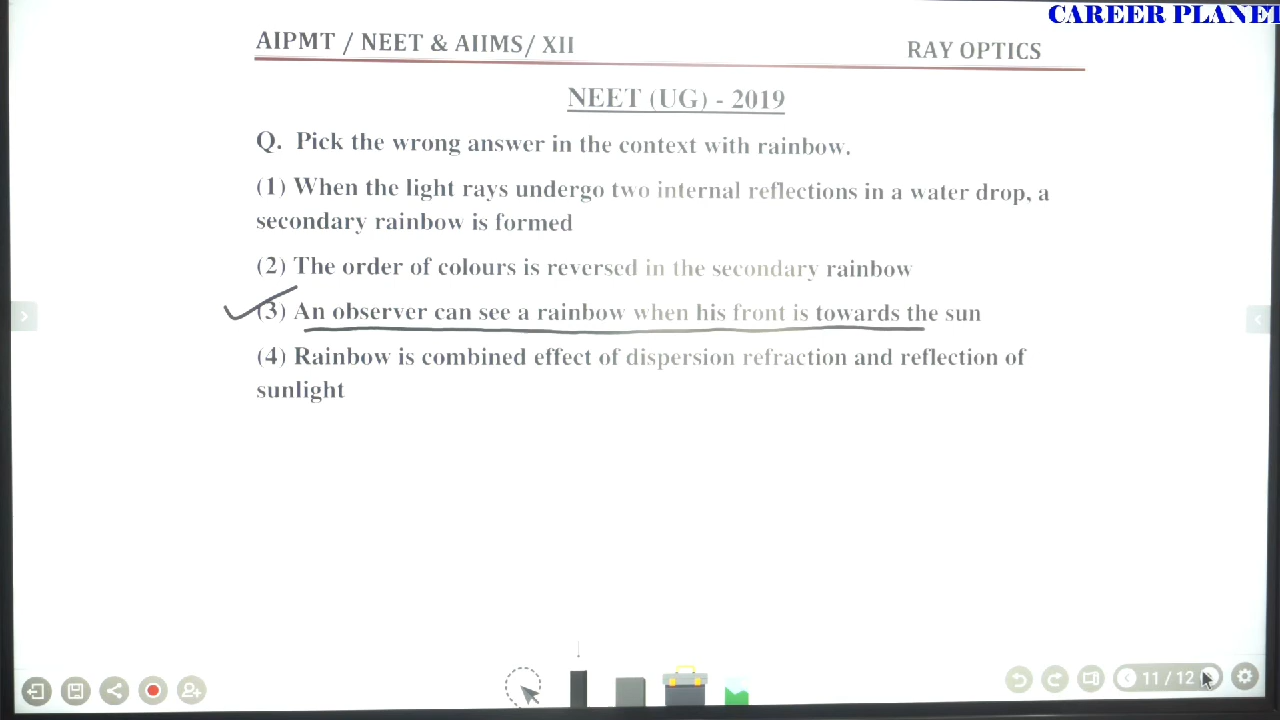 CAREER PLANET
AIPMT / NEET & AIIMS/ XII
RAY OPTICS
NEET (UG) - 2019
Q. Pick the wrong answer in the context with rainbow.
(1) When the light rays undergo two internal reflections in a water drop, a
secondary rainbow is formed
(2) The order of colours is reversed in the secondary rainbow
(3) An observer can see a rainbow when his front is towards the sun
(4) Rainbow is combined effect of dispersion refraction and reflection of
sunlight
11 / 12